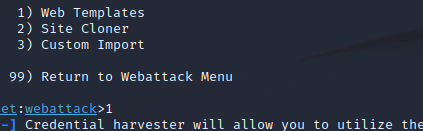 1) Web Templates
2) Site Cloner
3) Custom Import
99) Return to Webattack Menu
et:webattack>1
-] Credential harvester will allow you to utilize the